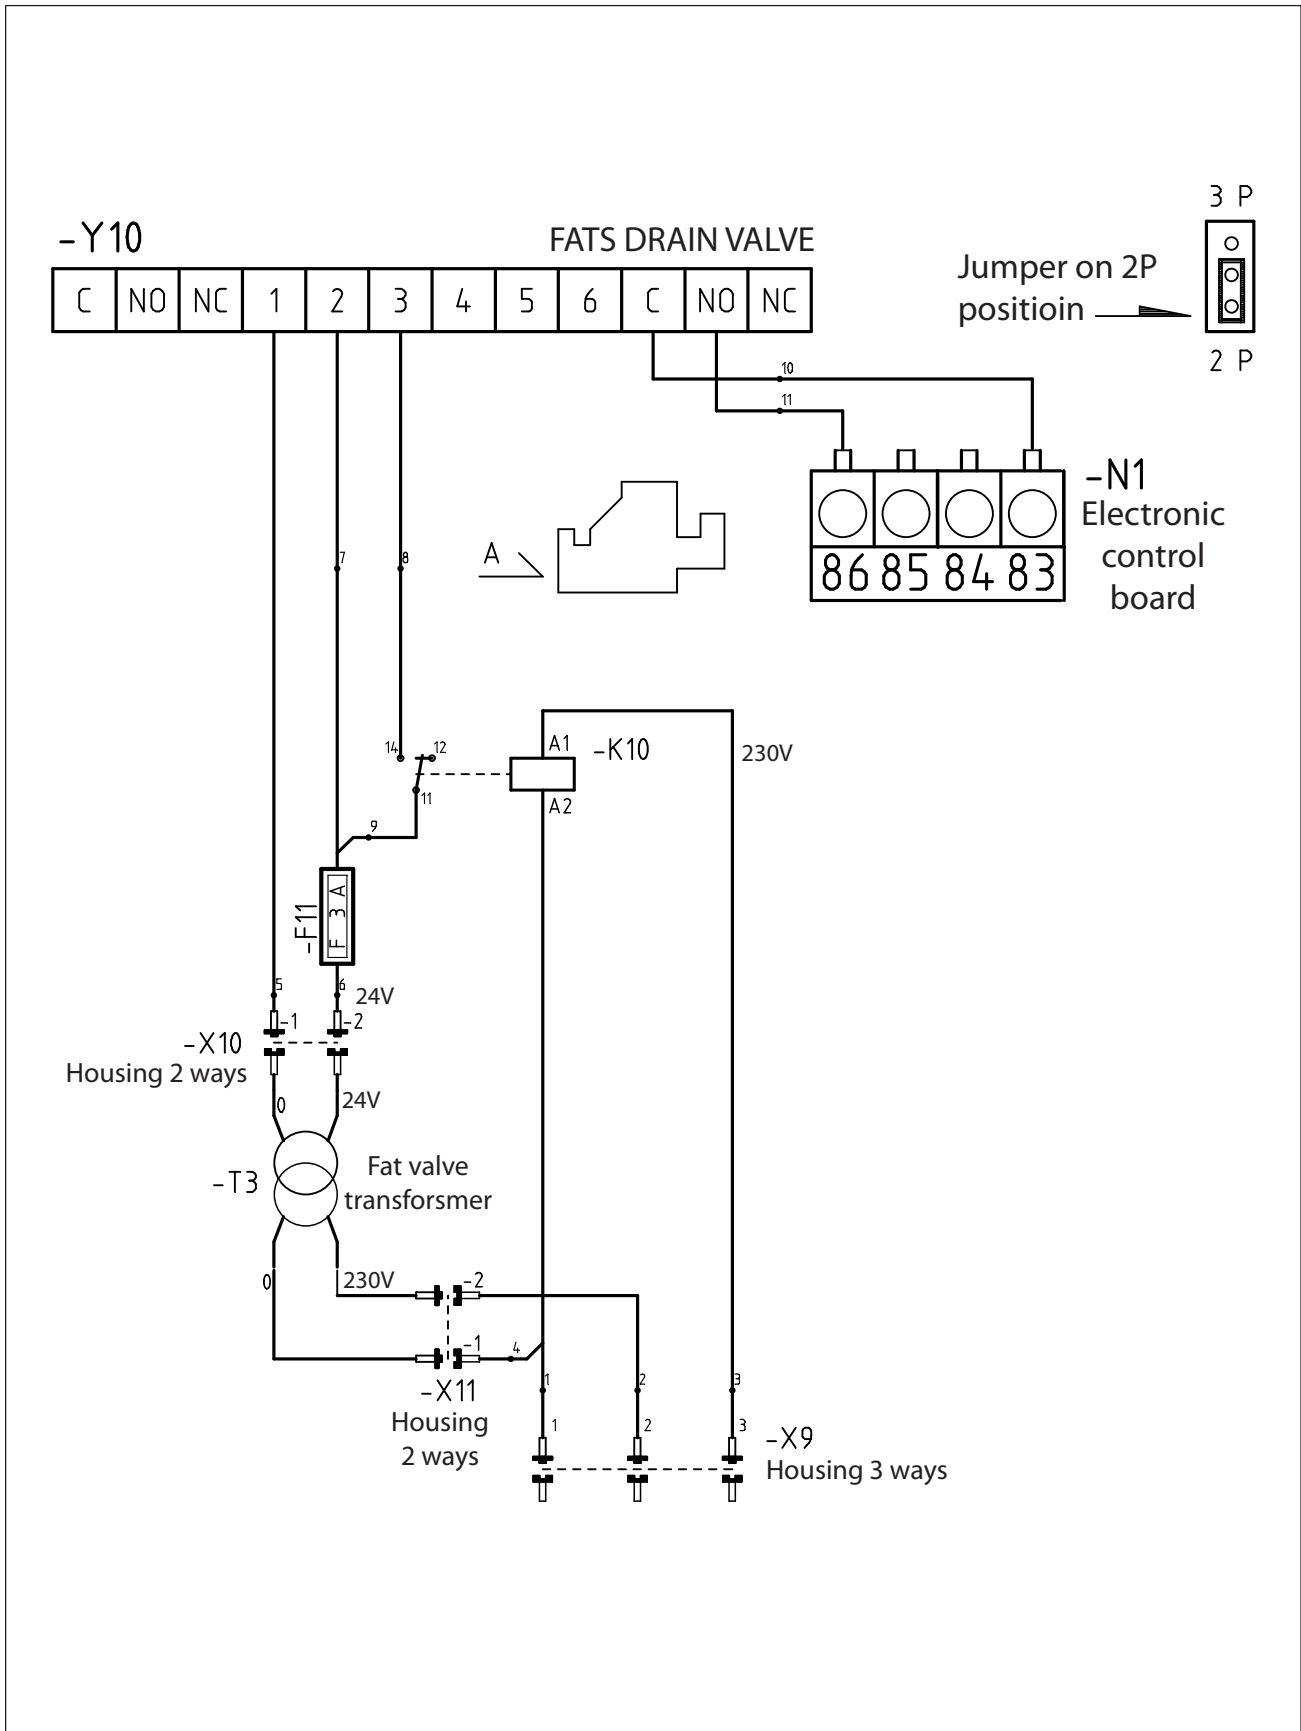 3 P
-Y10
FATS DRAIN VALVE
C NO NC 1 2 3 4 5 6 C NO NC
Jumper on 2P
positioin
2 P
10
11
-N1
Electronic
control
board
86 85 84 83
A
7
8
14
12
11
A1
-K10
A2
230V
9
-F11
F 3 A
5
6
24V
-1
-2
-X10
Housing 2 ways
0
24V
-T3
Fat valve
transforsmer
0
230V
-2
-1
4
-X11
Housing
2 ways
1
2
3
1
2
3
-X9
Housing 3 ways